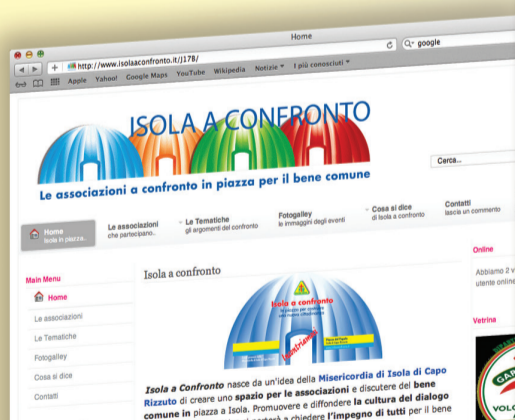 Home
http://www.isolaaconfronto.it/J17B/
google
Apple Yahoo! Google Maps YouTube Wikipedia Notizie I più conosciuti
ISOLA A CONFRONTO
Le associazioni a confronto in piazza per il bene comune
Cerca...
Home
Isola in piazza..
Le associazioni
che partecipano..
Le Tematiche
gli argomenti del confronto
Fotogalley
le immagini degli eventi
Cosa si dice
di Isola a confronto
Contatti
lascia un commento
Main Menu
Home
Le associazioni
Le Tematiche
Fotogalley
Cosa si dice
Contatti
Isola a confronto
Isola a confronto
Incontriamoci
Isola a Confronto nasce da un'idea della Misericordia di Isola di Capo
Rizzuto di creare uno spazio per le associazioni e discutere del bene
comune in piazza a Isola. Promuovere e diffondere la cultura del dialogo
a chiedere l'impegno di tutti per il bene
Online
Abbiamo 2 v
utente online
Vetrina